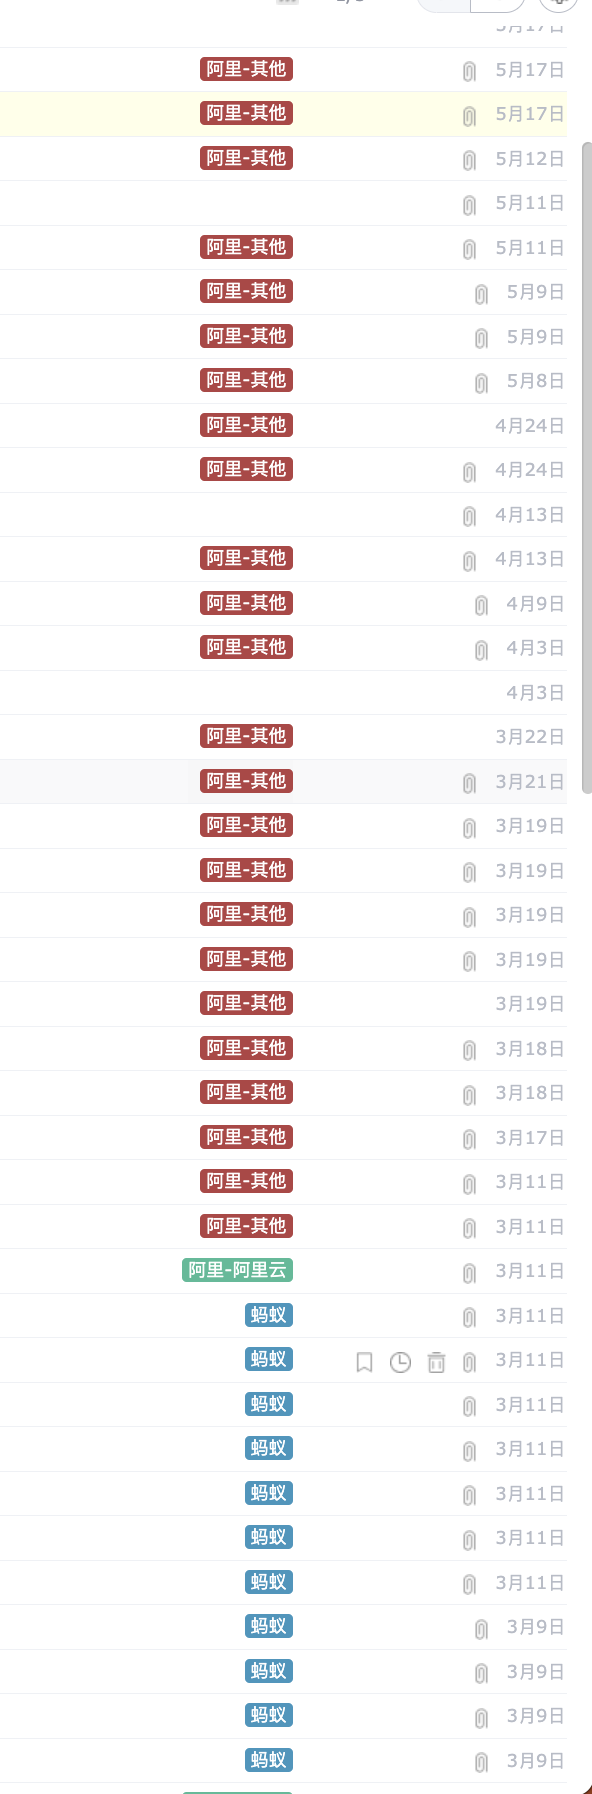 阿里-其他 5月17日
阿里-其他 5月17日
阿里-其他 5月12日
5月11日
阿里-其他 5月11日
阿里-其他 5月9日
阿里-其他 5月9日
阿里-其他 5月8日
阿里-其他 4月24日
阿里-其他 4月24日
4月13日
阿里-其他 4月13日
阿里-其他 4月9日
阿里-其他 4月3日
4月3日
阿里-其他 3月22日
阿里-其他 3月21日
阿里-其他 3月19日
阿里-其他 3月19日
阿里-其他 3月19日
阿里-其他 3月19日
阿里-其他 3月19日
阿里-其他 3月18日
阿里-其他 3月18日
阿里-其他 3月17日
阿里-其他 3月11日
阿里-其他 3月11日
阿里-阿里云 3月11日
蚂蚁 3月11日
蚂蚁 3月11日
蚂蚁 3月11日
蚂蚁 3月11日
蚂蚁 3月11日
蚂蚁 3月11日
蚂蚁 3月11日
蚂蚁 3月9日
蚂蚁 3月9日
蚂蚁 3月9日
蚂蚁 3月9日